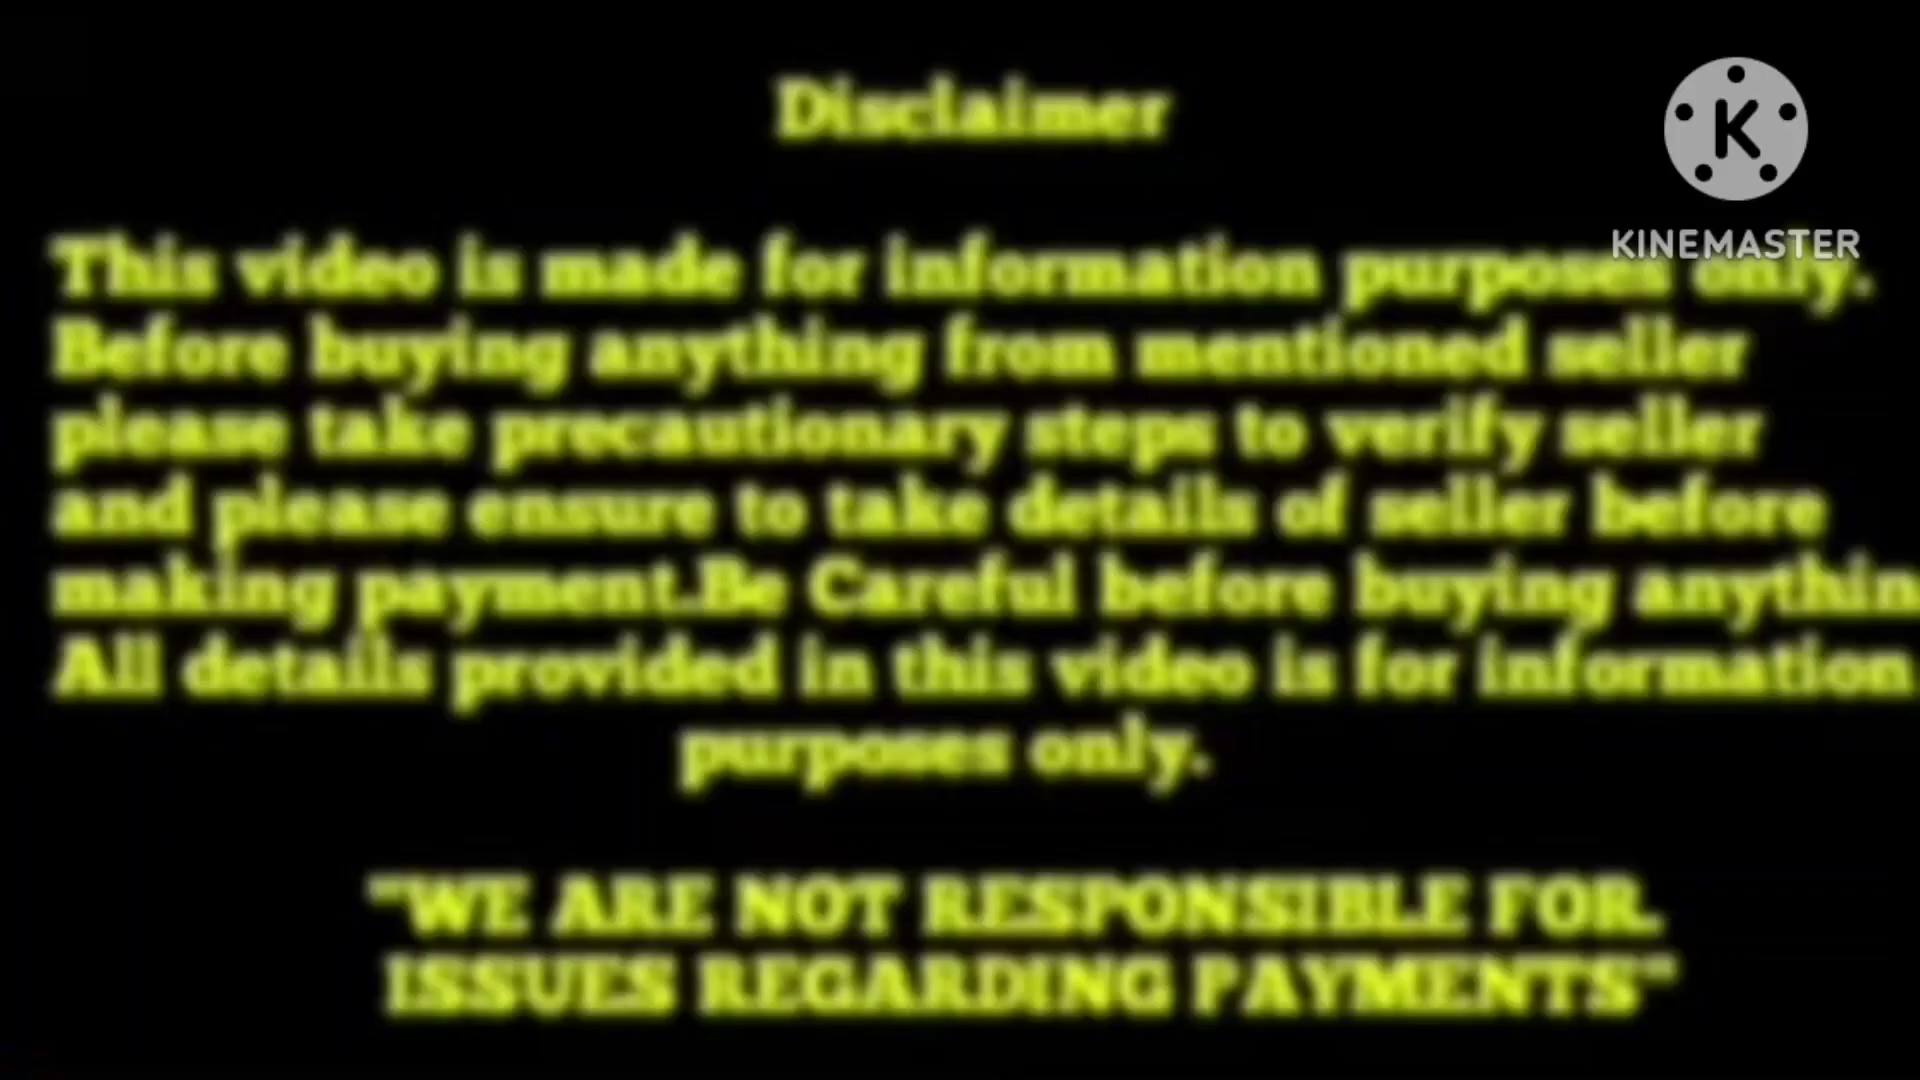 Disclaimer
K
KINEMASTER
This video is made for information purposes only.
Before buying anything from mentioned seller
please take precautionary steps to verify seller
and please ensure to take details of seller before
making payment.Be Careful before buying anythin
All details provided in this video is for information
purposes only.
"WE ARE NOT RESPONSIBLE FOR.
ISSUES REGARDING PAYMENTS"